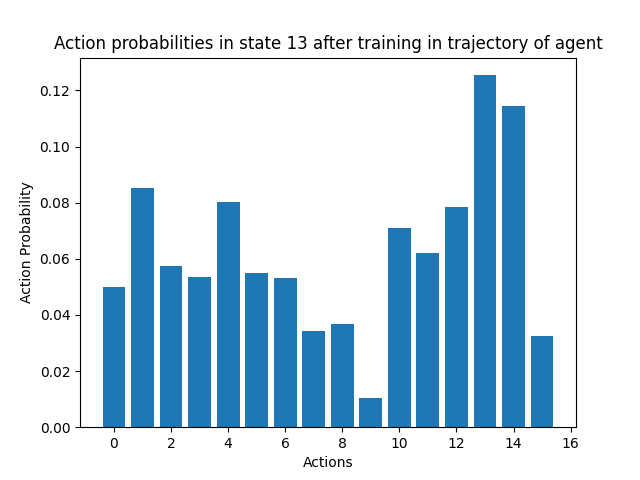 Action probabilities in state 13 after training in trajectory of agent
0.12
0.10
0.08
0.06
0.04
0.02
0.00
Action Probability
0 2 4 6 8 10 12 14 16
Actions